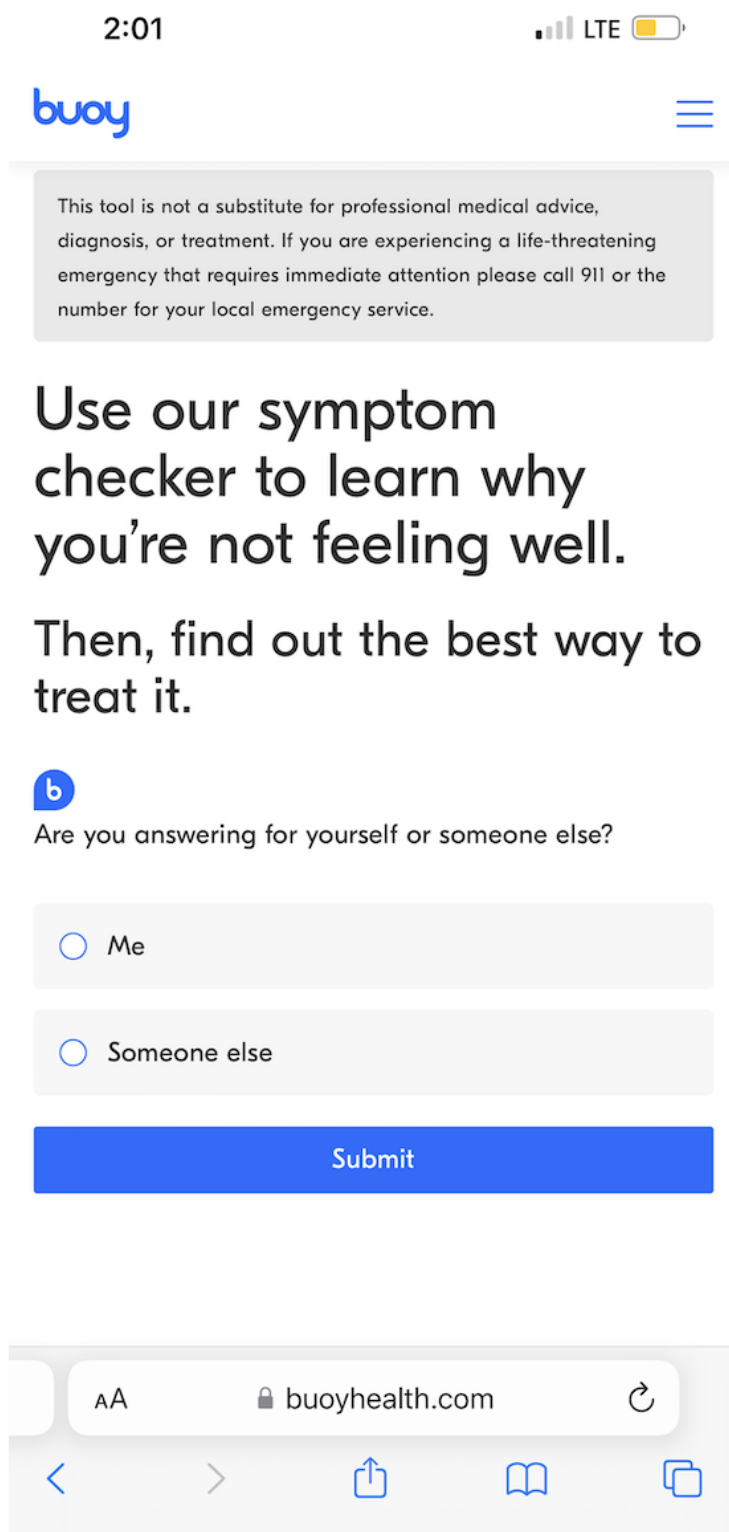 2:01
LTE
buoy
This tool is not a substitute for professional medical advice,
diagnosis, or treatment. If you are experiencing a life-threatening
emergency that requires immediate attention please call 911 or the
number for your local emergency service.
Use our symptom
checker to learn why
you’re not feeling well.
Then, find out the best way to
treat it.
b
Are you answering for yourself or someone else?
Me
Someone else
Submit
AA
buoyhealth.com